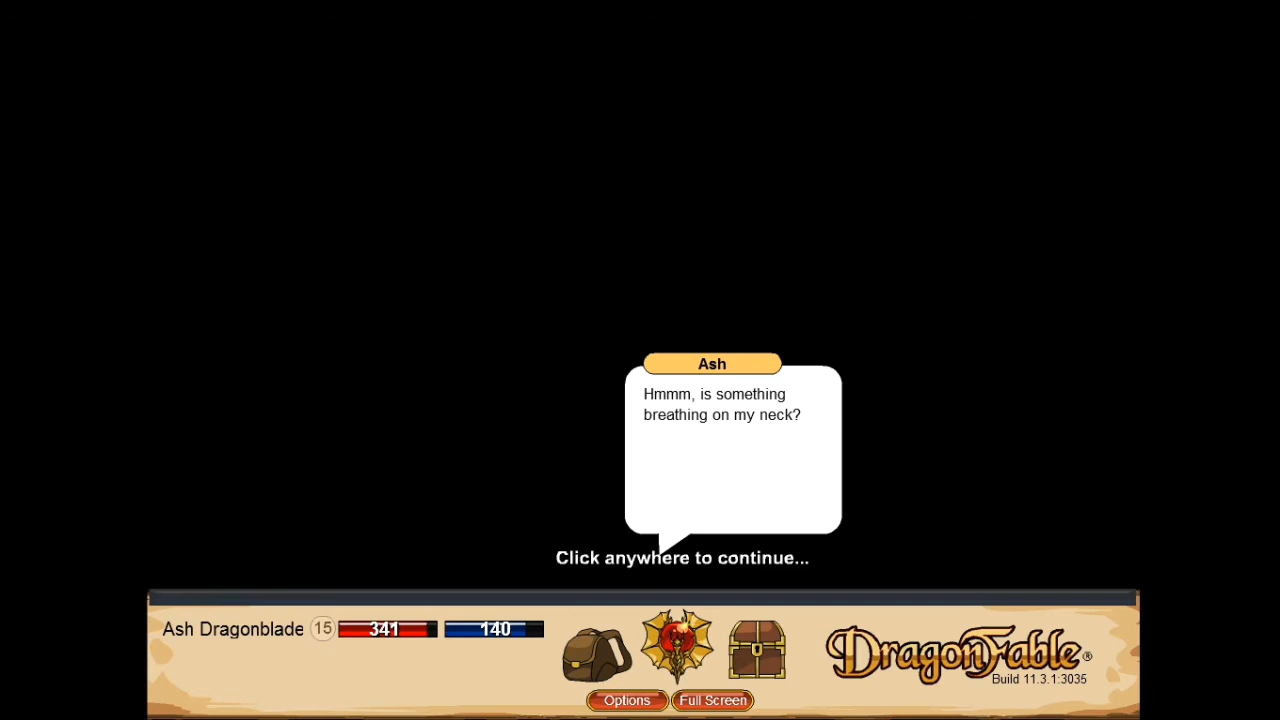 Ash
Hmmm, is something
breathing on my neck?
Click anywhere to continue...
Ash Dragonblade 15 341 140
DragonFable®
Build 11.3.1:3035
Options Full Screen